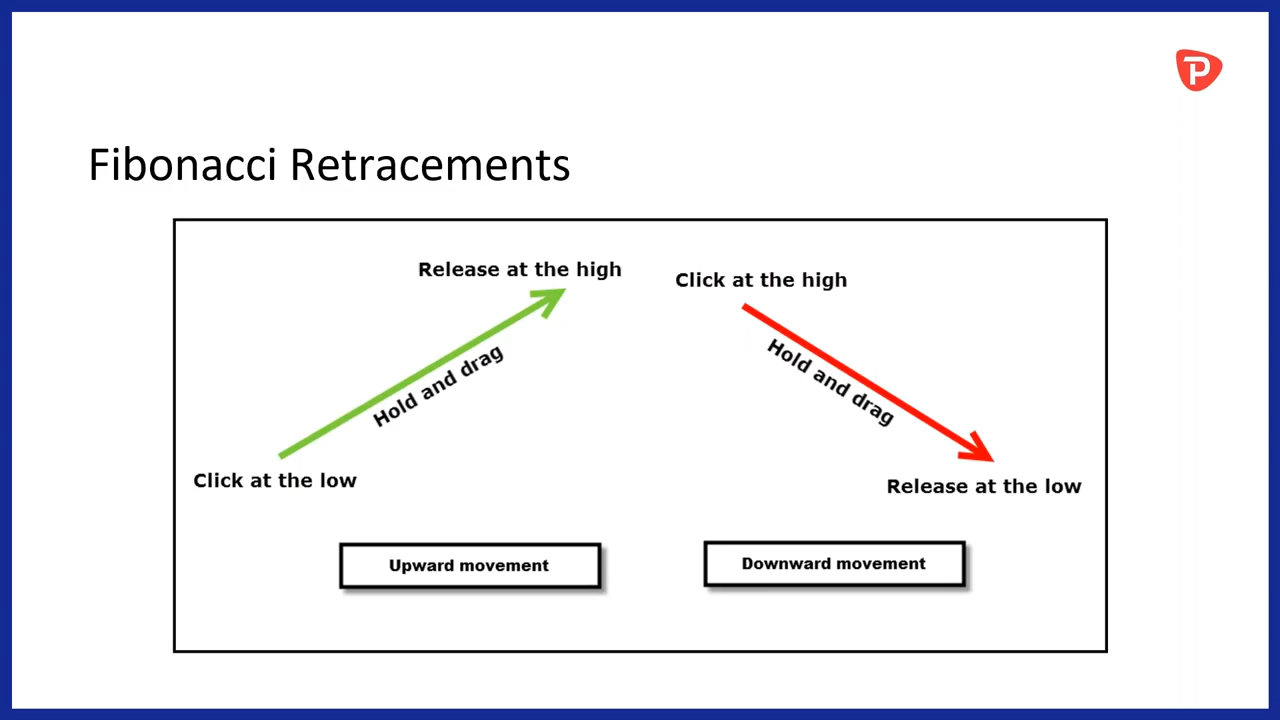 P
Fibonacci Retracements
Release at the high
Hold and drag
Click at the low
Upward movement
Click at the high
Hold and drag
Release at the low
Downward movement